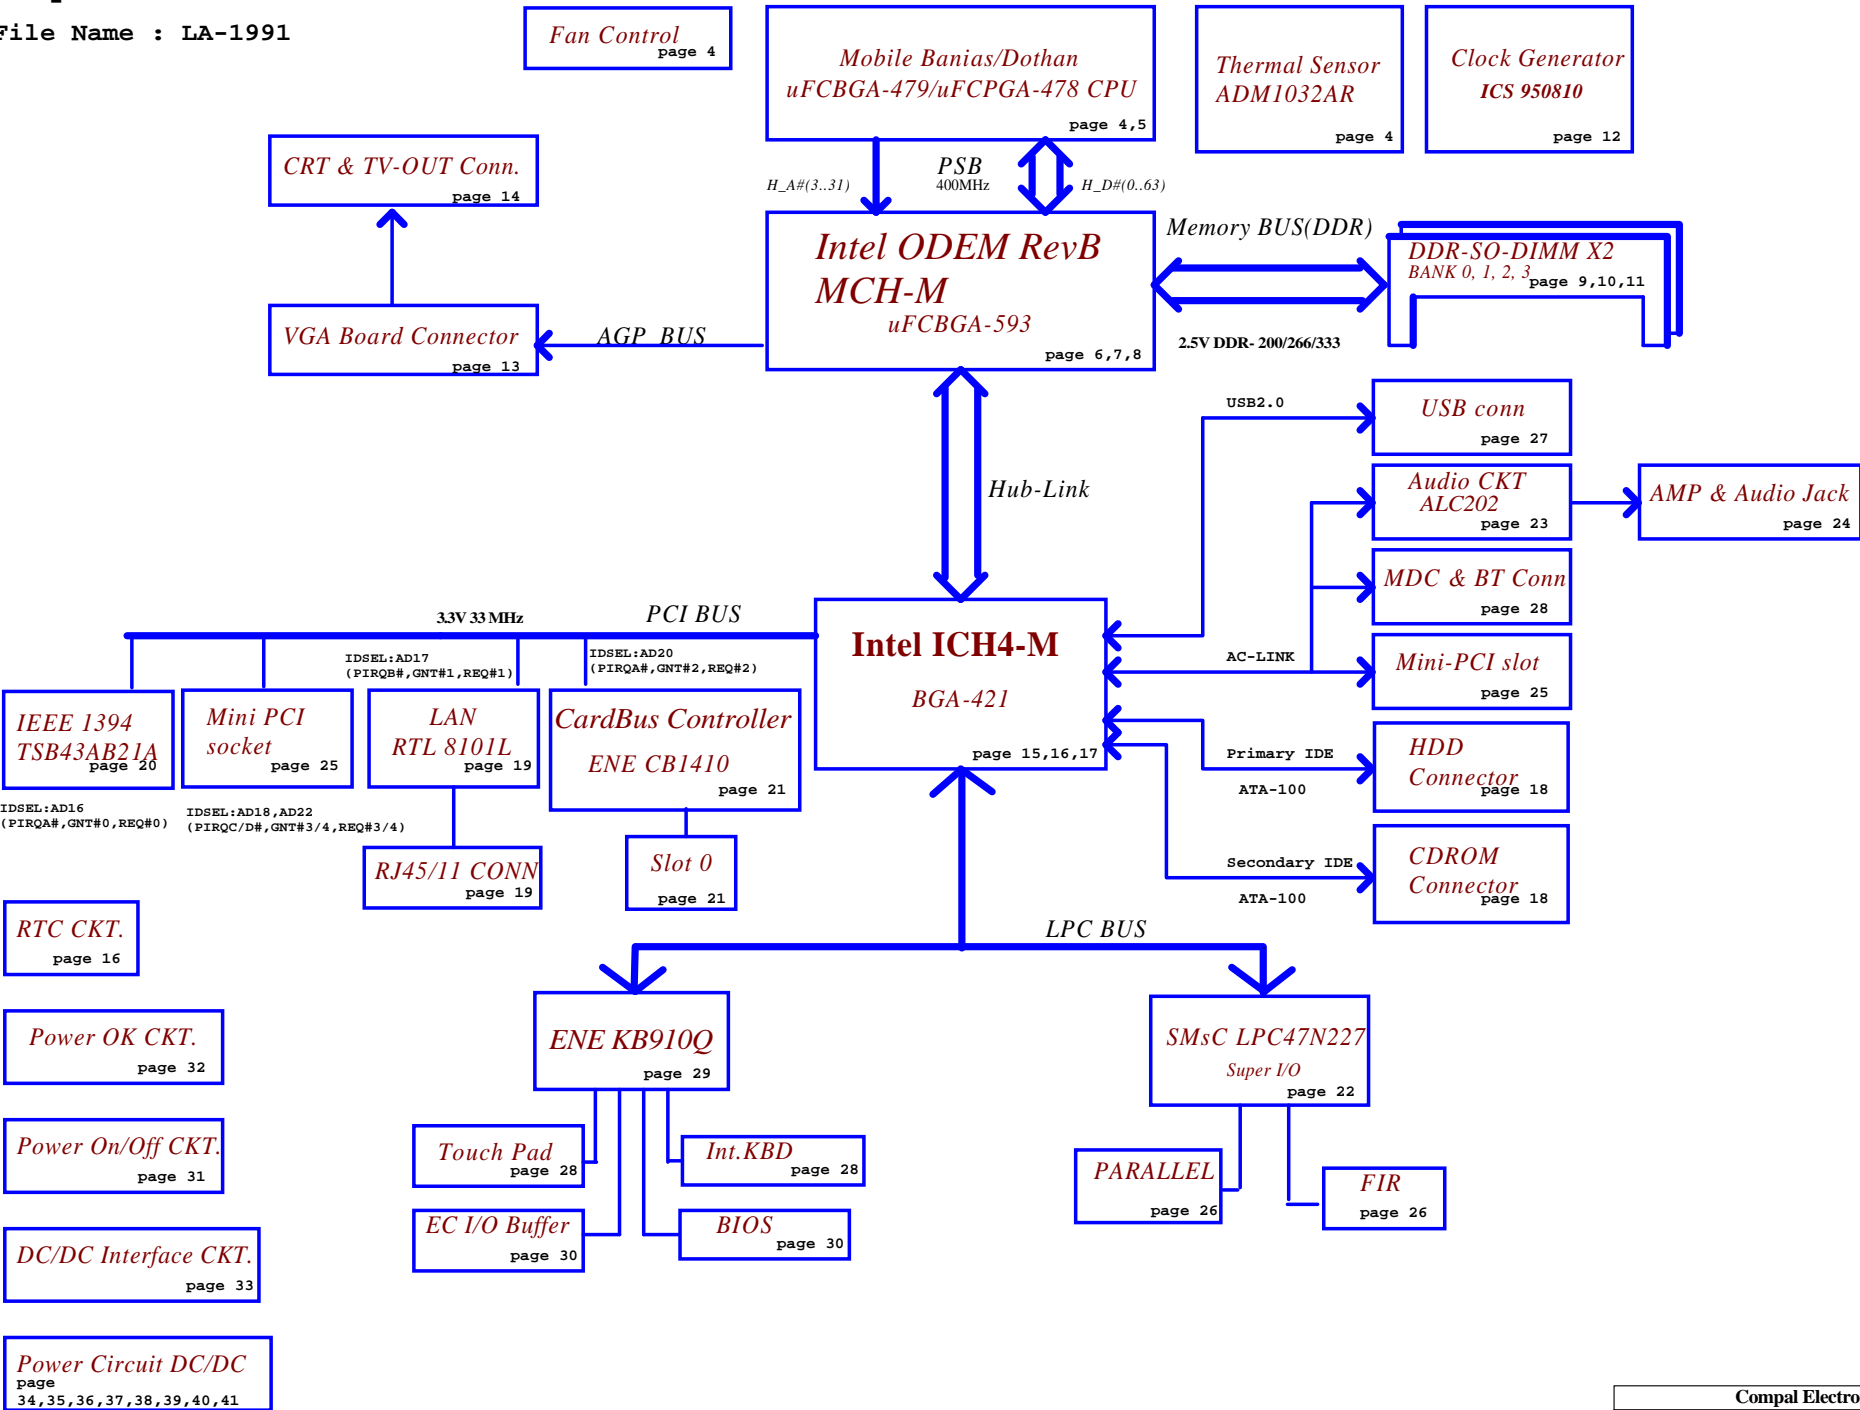 File Name : LA-1991
Fan Control
page 4
Mobile Banias/Dothan
uFCBGA-479/uFCPGA-478 CPU
page 4,5
Thermal Sensor
ADM1032AR
page 4
Clock Generator
ICS 950810
page 12
CRT & TV-OUT Conn.
page 14
H_A#(3..31)
PSB
400MHz
H_D#(0..63)
Intel ODEM RevB
MCH-M
uFCBGA-593
page 6,7,8
Memory BUS(DDR)
2.5V DDR- 200/266/333
DDR-SO-DIMM X2
BANK 0, 1, 2, 3
page 9,10,11
VGA Board Connector
page 13
AGP BUS
Hub-Link
USB2.0
USB conn
page 27
Audio CKT
ALC202
page 23
AMP & Audio Jack
page 24
MDC & BT Conn
page 28
AC-LINK
Mini-PCI slot
page 25
3.3V 33 MHz
PCI BUS
Intel ICH4-M
BGA-421
page 15,16,17
IDSEL:AD17
(PIRQB#,GNT#1,REQ#1)
IDSEL:AD20
(PIRQA#,GNT#2,REQ#2)
IEEE 1394
TSB43AB21A
page 20
Mini PCI
socket
page 25
LAN
RTL 8101L
page 19
CardBus Controller
ENE CB1410
page 21
Primary IDE
ATA-100
HDD
Connector
page 18
IDSEL:AD16
(PIRQA#,GNT#0,REQ#0)
IDSEL:AD18,AD22
(PIRQC/D#,GNT#3/4,REQ#3/4)
RJ45/11 CONN
page 19
Slot 0
page 21
Secondary IDE
ATA-100
CDROM
Connector
page 18
RTC CKT.
page 16
LPC BUS
Power OK CKT.
page 32
ENE KB910Q
page 29
SMsC LPC47N227
Super I/O
page 22
Power On/Off CKT.
page 31
Touch Pad
page 28
Int.KBD
page 28
PARALLEL
page 26
FIR
page 26
EC I/O Buffer
page 30
BIOS
page 30
DC/DC Interface CKT.
page 33
Power Circuit DC/DC
page
34,35,36,37,38,39,40,41
Compal Electro